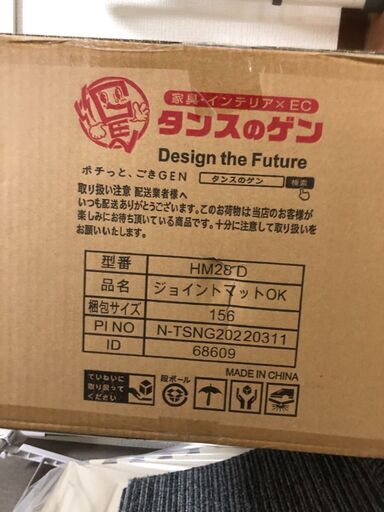 家具・インテリア×EC
タンスのゲン
Design the Future
ポチっと、ごきGEN タンスのゲン 検索
取り扱い注意 配送業者様へ
いつも配送ありがとうございます。このお荷物は当店のお客様が
楽しみにお待ち頂いている商品です。十分に注意して取り扱いを
お願いいたします。
型番 HM28 D
品名 ジョイントマットOK
梱包サイズ 156
PI NO N-TSNG20220311
ID 68609
MADE IN CHINA
ていねいに
取り扱って
ください
段ボール